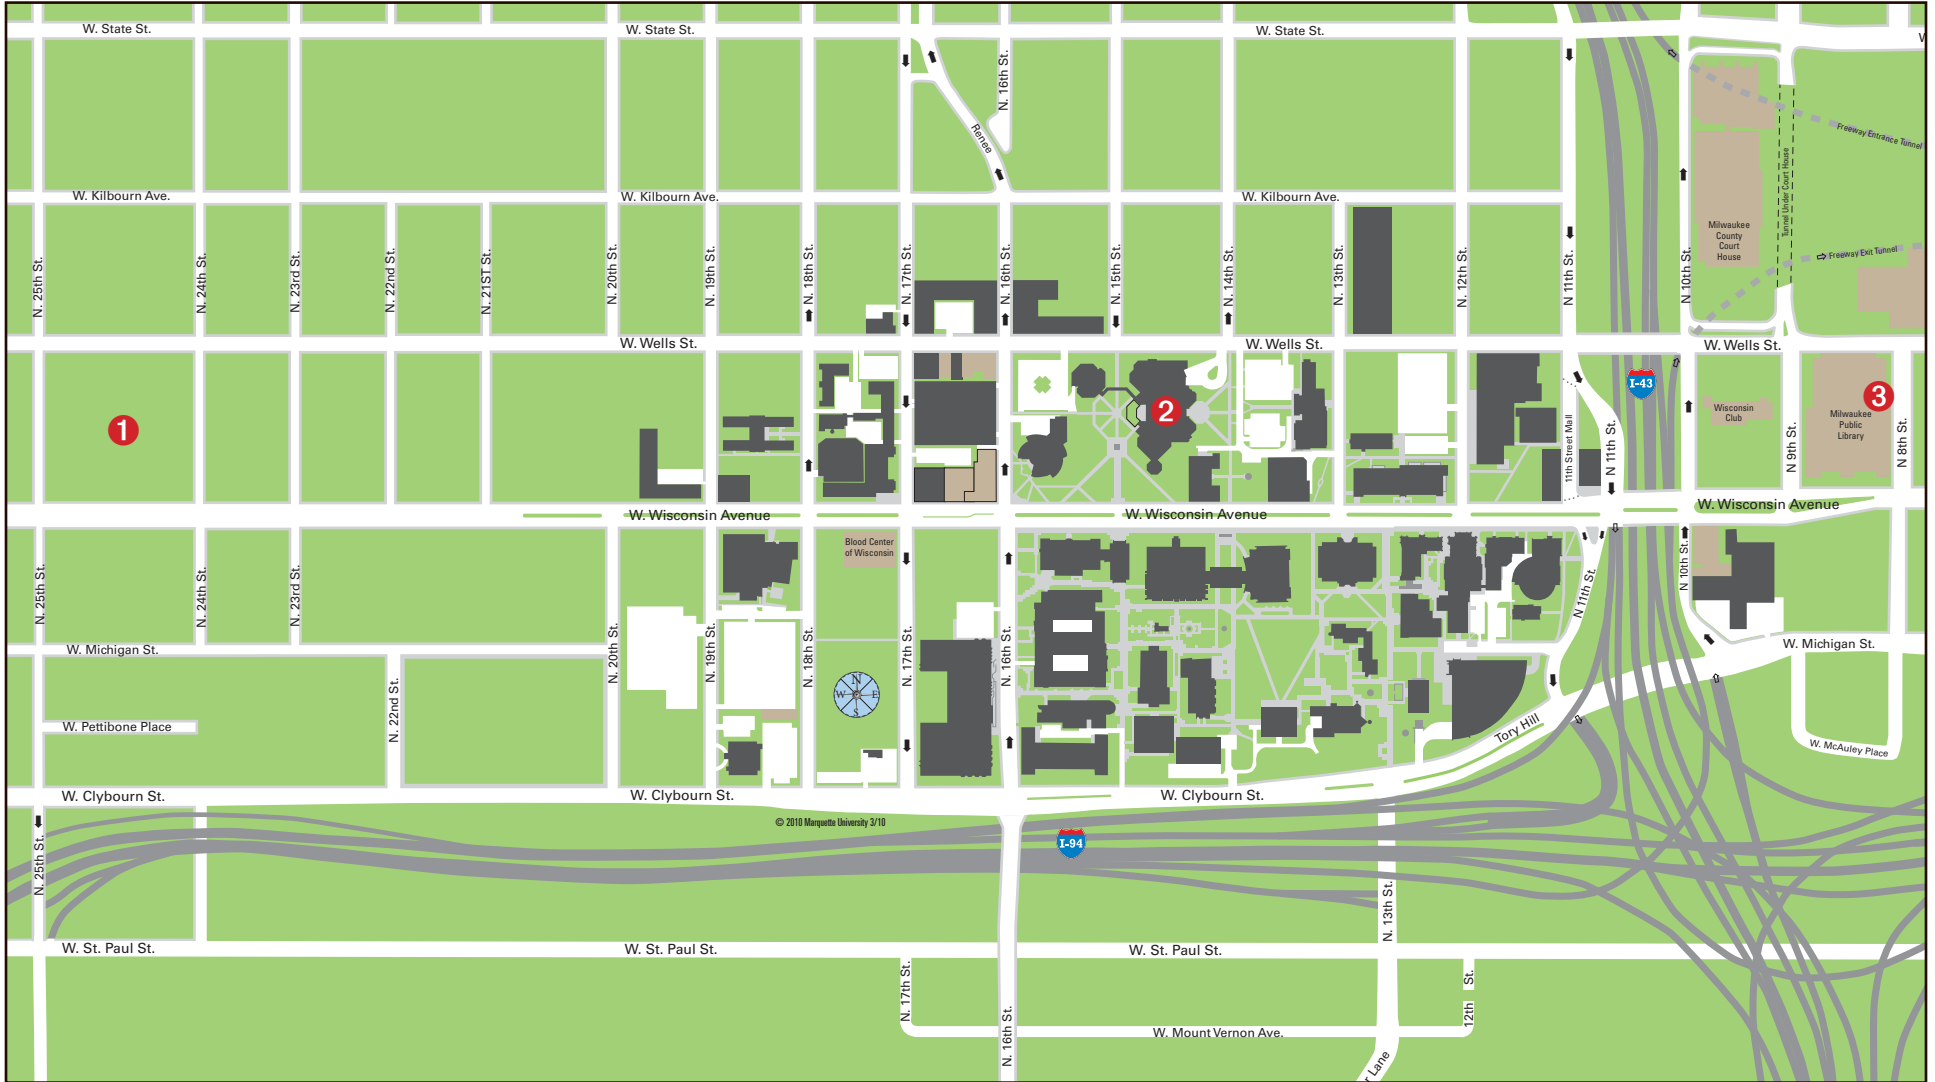 W. State St.
W. State St.
W. State St.
W
N. 16th St.
Renee
Freeway Entrance Tunnel
Tunnel Under Court House
W. Kilbourn Ave.
W. Kilbourn Ave.
W. Kilbourn Ave.
Milwaukee
County
Court
House
Freeway Exit Tunnel
N. 25th St.
N. 24th St.
N. 23rd St.
N. 22nd St.
N. 21ST St.
N. 20th St.
N. 19th St.
N. 18th St.
N. 17th St.
N. 16th St.
N. 15th St.
N. 14th St.
N. 13th St.
N. 12th St.
N 11th St.
N 10th St.
W. Wells St.
W. Wells St.
W. Wells St.
I-43
1
2
3
Wisconsin
Club
Milwaukee
Public
Library
11th Street Mall
N 11th St.
N 9th St.
N 8th St.
W. Wisconsin Avenue
W. Wisconsin Avenue
W. Wisconsin Avenue
Blood Center
of Wisconsin
N. 25th St.
N. 24th St.
N. 23rd St.
N. 20th St.
N. 19th St.
N. 18th St.
N. 17th St.
N. 16th St.
N 11th St.
N 10th St.
W. Michigan St.
W. Michigan St.
N
W
E
S
N. 22nd St.
W. Pettibone Place
Tory Hill
W. McAuley Place
W. Clybourn St.
W. Clybourn St.
W. Clybourn St.
© 2010 Marquette University 3/10
I-94
N. 25th St.
N. 13th St.
W. St. Paul St.
W. St. Paul St.
W. St. Paul St.
N. 17th St.
N. 16th St.
12th St.
W. Mount Vernon Ave.
r Lane